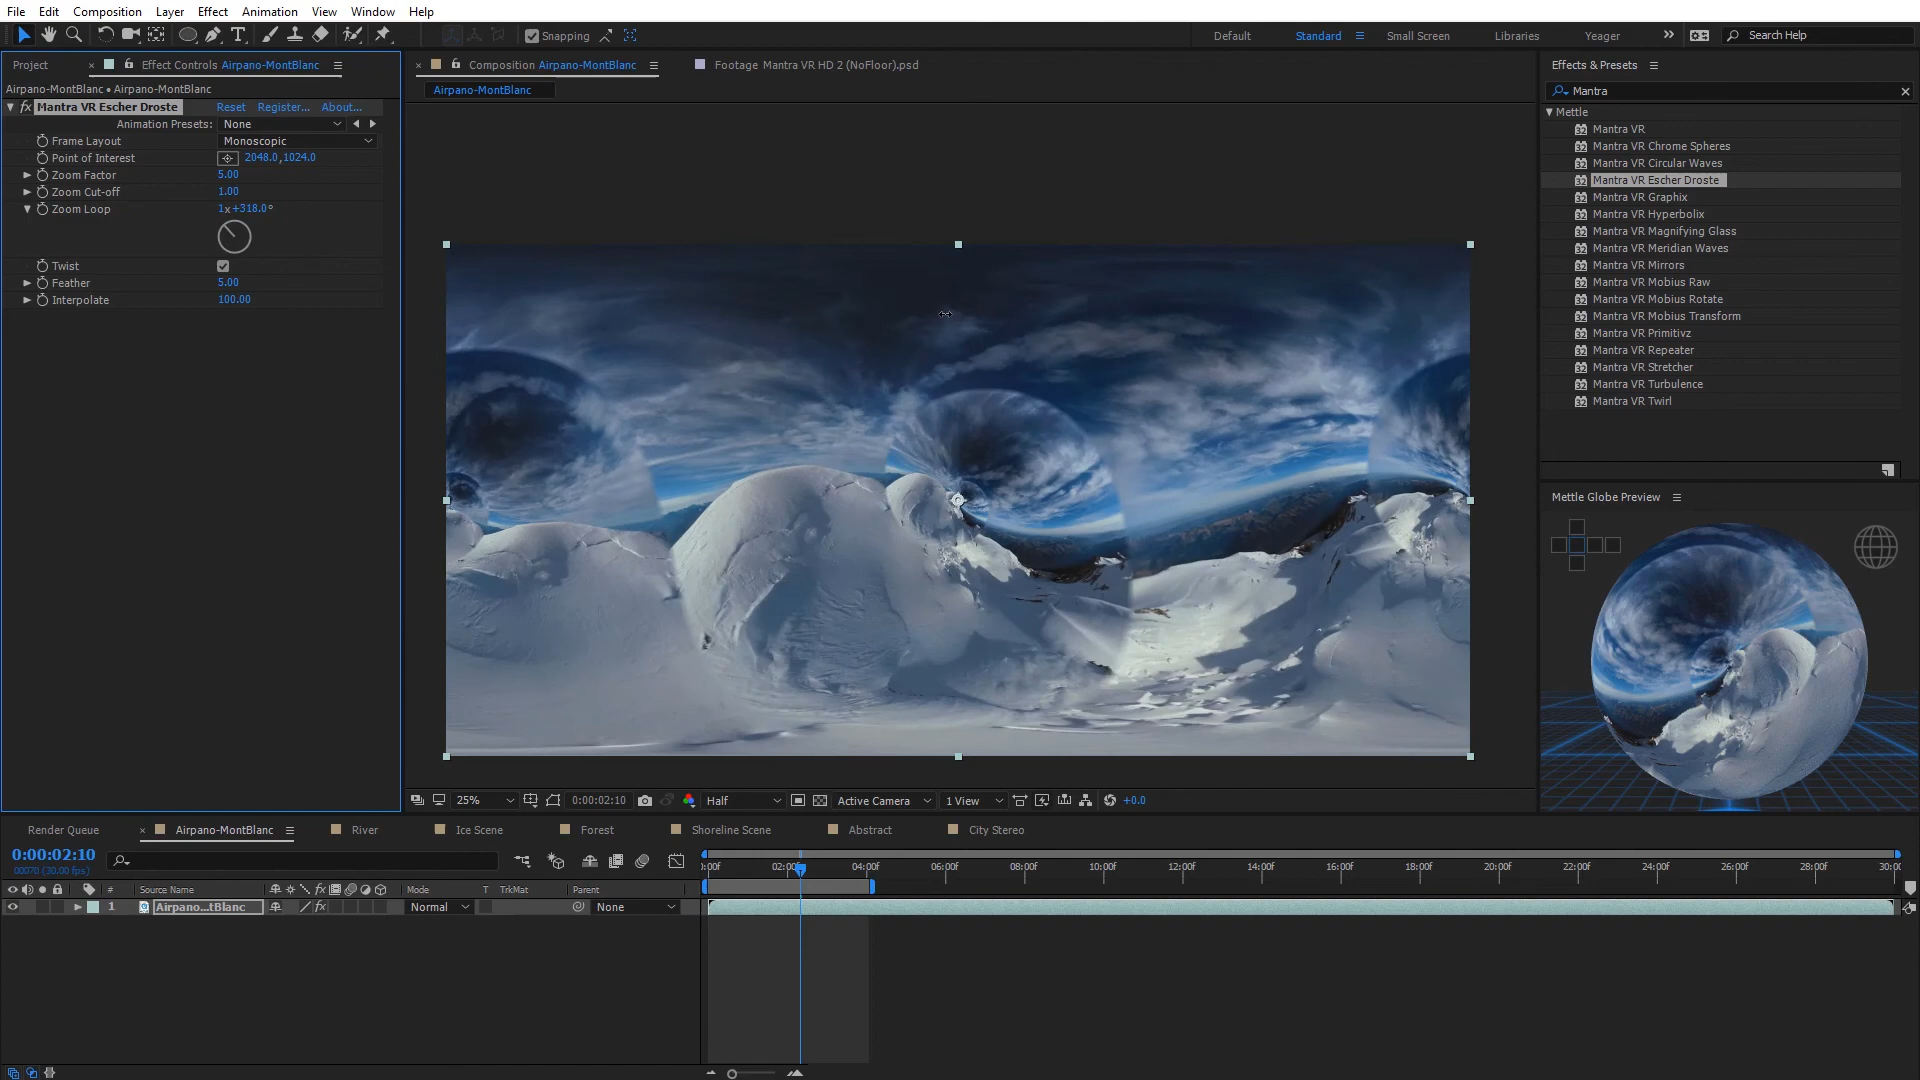 File Edit Composition Layer Effect Animation View Window Help
Snapping Default Standard Small Screen Libraries Yeager Search Help
Project Effect Controls Airpano-MontBlanc
Airpano-MontBlanc • Airpano-MontBlanc
fx Mantra VR Escher Droste Reset Register... About...
Animation Presets: None
Frame Layout Monoscopic
Point of Interest 2048.0,1024.0
Zoom Factor 5.00
Zoom Cut-off 1.00
Zoom Loop 1x+318.0°
Twist
Feather 5.00
Interpolate 100.00
Composition Airpano-MontBlanc Footage Mantra VR HD 2 (NoFloor).psd
Airpano-MontBlanc
25% 0:00:02:10 Half Active Camera 1 View +0.0
Effects & Presets
Mantra
Mettle
Mantra VR
Mantra VR Chrome Spheres
Mantra VR Circular Waves
Mantra VR Escher Droste
Mantra VR Graphix
Mantra VR Hyperbolix
Mantra VR Magnifying Glass
Mantra VR Meridian Waves
Mantra VR Mirrors
Mantra VR Mobius Raw
Mantra VR Mobius Rotate
Mantra VR Mobius Transform
Mantra VR Primitivz
Mantra VR Repeater
Mantra VR Stretcher
Mantra VR Turbulence
Mantra VR Twirl
Mettle Globe Preview
Render Queue Airpano-MontBlanc River Ice Scene Forest Shoreline Scene Abstract City Stereo
0:00:02:10
00070 (30.00 fps)
:00f 02:00f 04:00f 06:00f 08:00f 10:00f 12:00f 14:00f 16:00f 18:00f 20:00f 22:00f 24:00f 26:00f 28:00f 30:00
# Source Name fx Mode T TrkMat Parent
1 Airpano...tBlanc fx Normal None